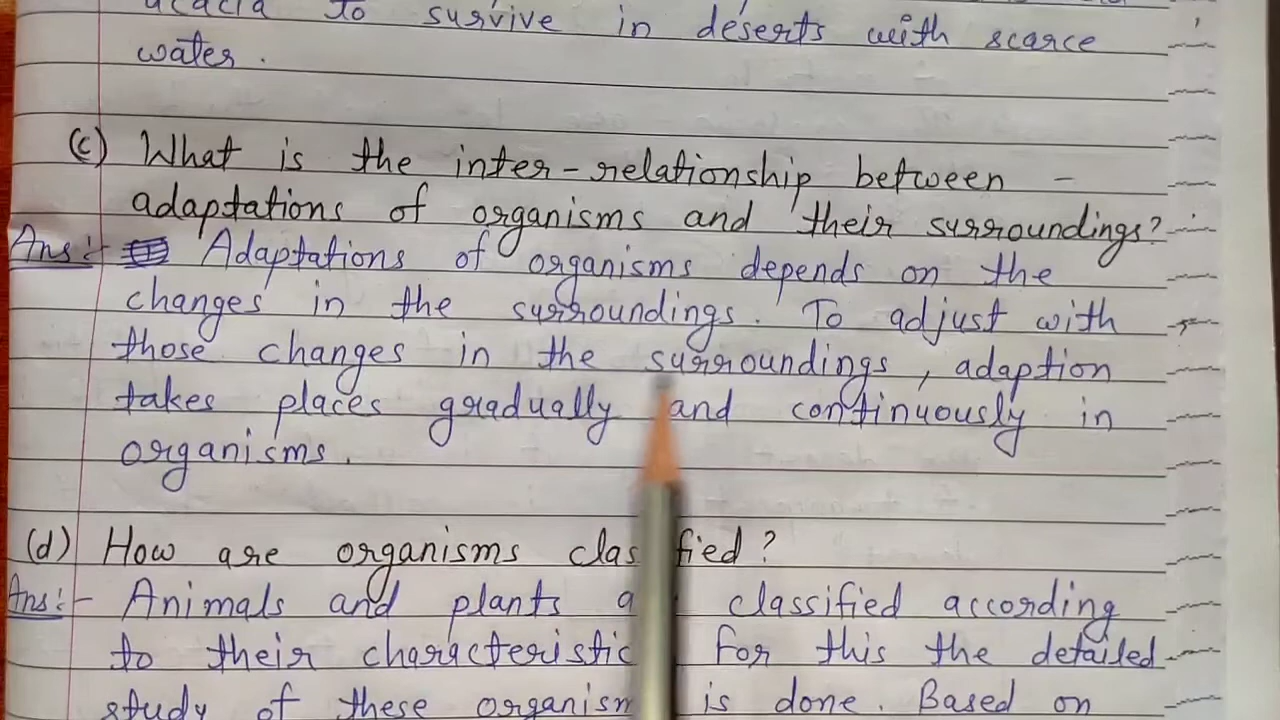 acacia to survive in deserts with scarce
water.
(c) What is the inter-relationship between -
adaptations of organisms and their surroundings?
Ans:- Adaptations of organisms depends on the
changes in the surroundings. To adjust with
those changes in the surroundings, adaption
takes places gradually and continuously in
organisms.
(d) How are organisms classified?
Ans:- Animals and plants classified according
to their characteristic For this the detailed
study of these organism is done. Based on